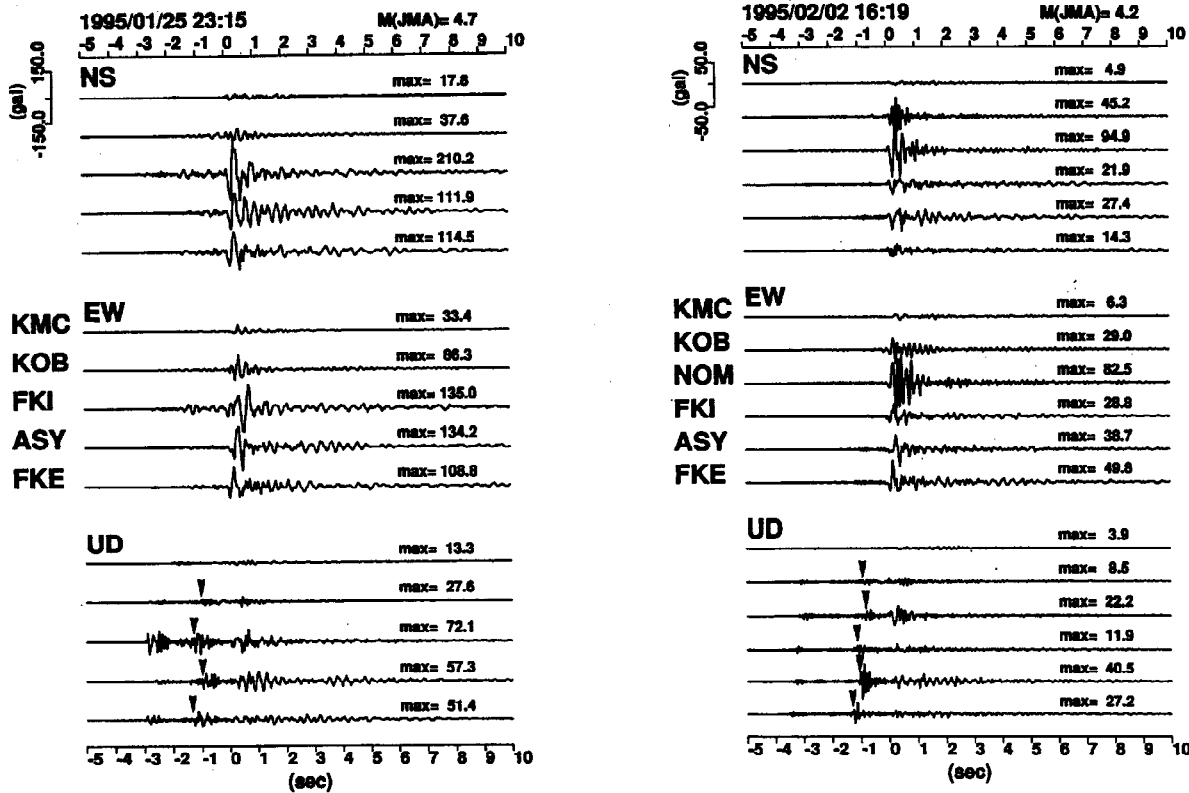 1995/01/25 23:15 M(JMA)= 4.7
-5 -4 -3 -2 -1 0 1 2 3 4 5 6 7 8 9 10
NS
150.0
(gal)
-150.0
max= 17.6
max= 37.6
max= 210.2
max= 111.9
max= 114.5
EW
KMC
max= 33.4
KOB
max= 86.3
FKI
max= 135.0
ASY
max= 134.2
FKE
max= 108.8
UD
max= 13.3
max= 27.6
max= 72.1
max= 57.3
max= 51.4
-5 -4 -3 -2 -1 0 1 2 3 4 5 6 7 8 9 10
(sec)
1995/02/02 16:19 M(JMA)= 4.2
-5 -4 -3 -2 -1 0 1 2 3 4 5 6 7 8 9 10
NS
50.0
(gal)
-50.0
max= 4.9
max= 45.2
max= 94.9
max= 21.9
max= 27.4
max= 14.3
EW
KMC
max= 6.3
KOB
max= 29.0
NOM
max= 82.5
FKI
max= 28.8
ASY
max= 38.7
FKE
max= 49.8
UD
max= 3.9
max= 8.5
max= 22.2
max= 11.9
max= 40.5
max= 27.2
-5 -4 -3 -2 -1 0 1 2 3 4 5 6 7 8 9 10
(sec)